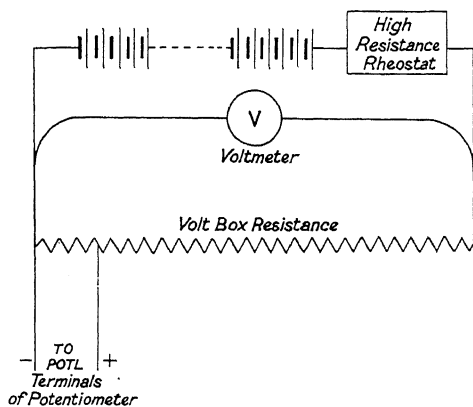 High
Resistance
Rheostat
V
Voltmeter
Volt Box Resistance
- TO +
POTL
Terminals
of Potentiometer